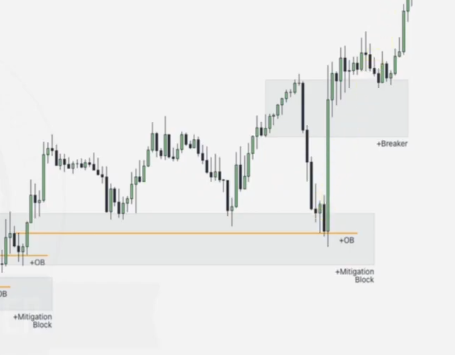 +Breaker
+OB
+OB
+Mitigation
Block
OB
+Mitigation
Block